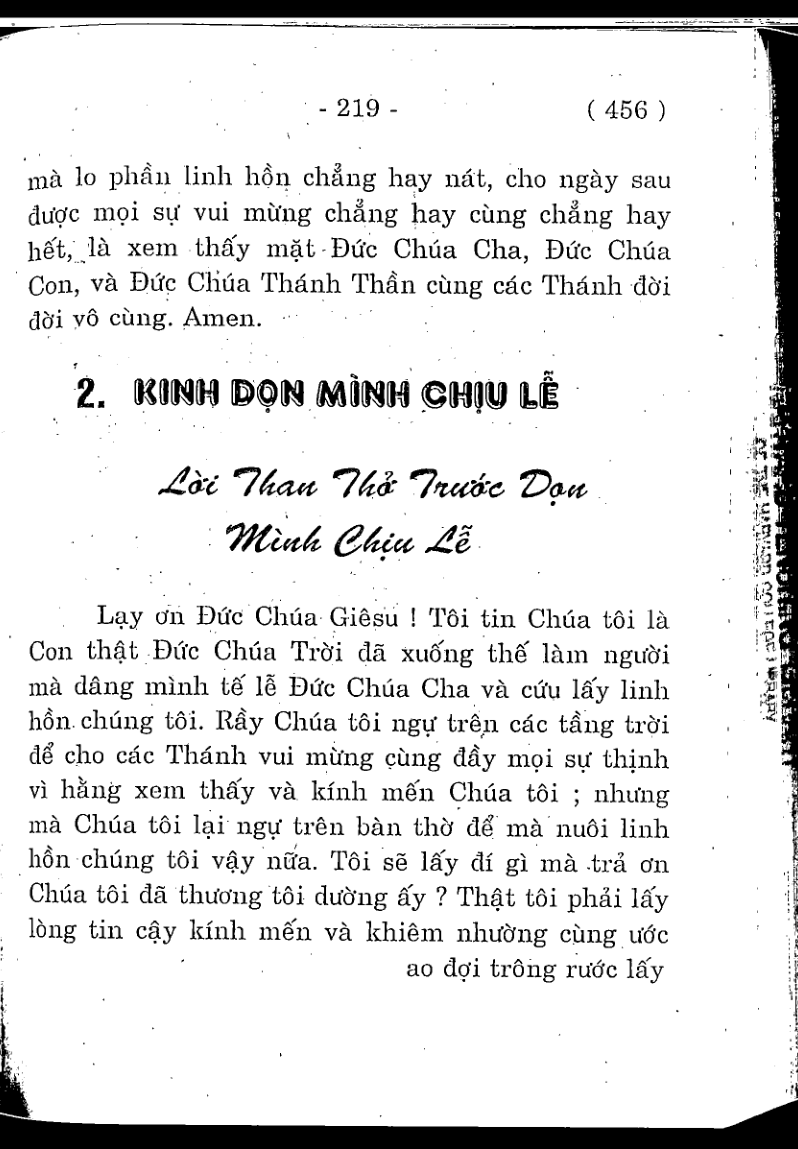 - 219 - ( 456 )
mà lo phần linh hồn chẳng hay nát, cho ngày sau
được mọi sự vui mừng chẳng hay cùng chẳng hay
hết, là xem thấy mặt Đức Chúa Cha, Đức Chúa
Con, và Đức Chúa Thánh Thần cùng các Thánh đời
đời vô cùng. Amen.
2. KINH DỌN MÌNH CHỊU LỄ
Lời Than Thở Trước Dọn
Mình Chịu Lễ
Lạy ơn Đức Chúa Giêsu ! Tôi tin Chúa tôi là
Con thật Đức Chúa Trời đã xuống thế làm người
mà dâng mình tế lễ Đức Chúa Cha và cứu lấy linh
hồn chúng tôi. Rầy Chúa tôi ngự trên các tầng trời
để cho các Thánh vui mừng cùng đầy mọi sự thịnh
vì hằng xem thấy và kính mến Chúa tôi ; nhưng
mà Chúa tôi lại ngự trên bàn thờ để mà nuôi linh
hồn chúng tôi vậy nữa. Tôi sẽ lấy đí gì mà trả ơn
Chúa tôi đã thương tôi dường ấy ? Thật tôi phải lấy
lòng tin cậy kính mến và khiêm nhường cùng ước
ao đợi trông rước lấy